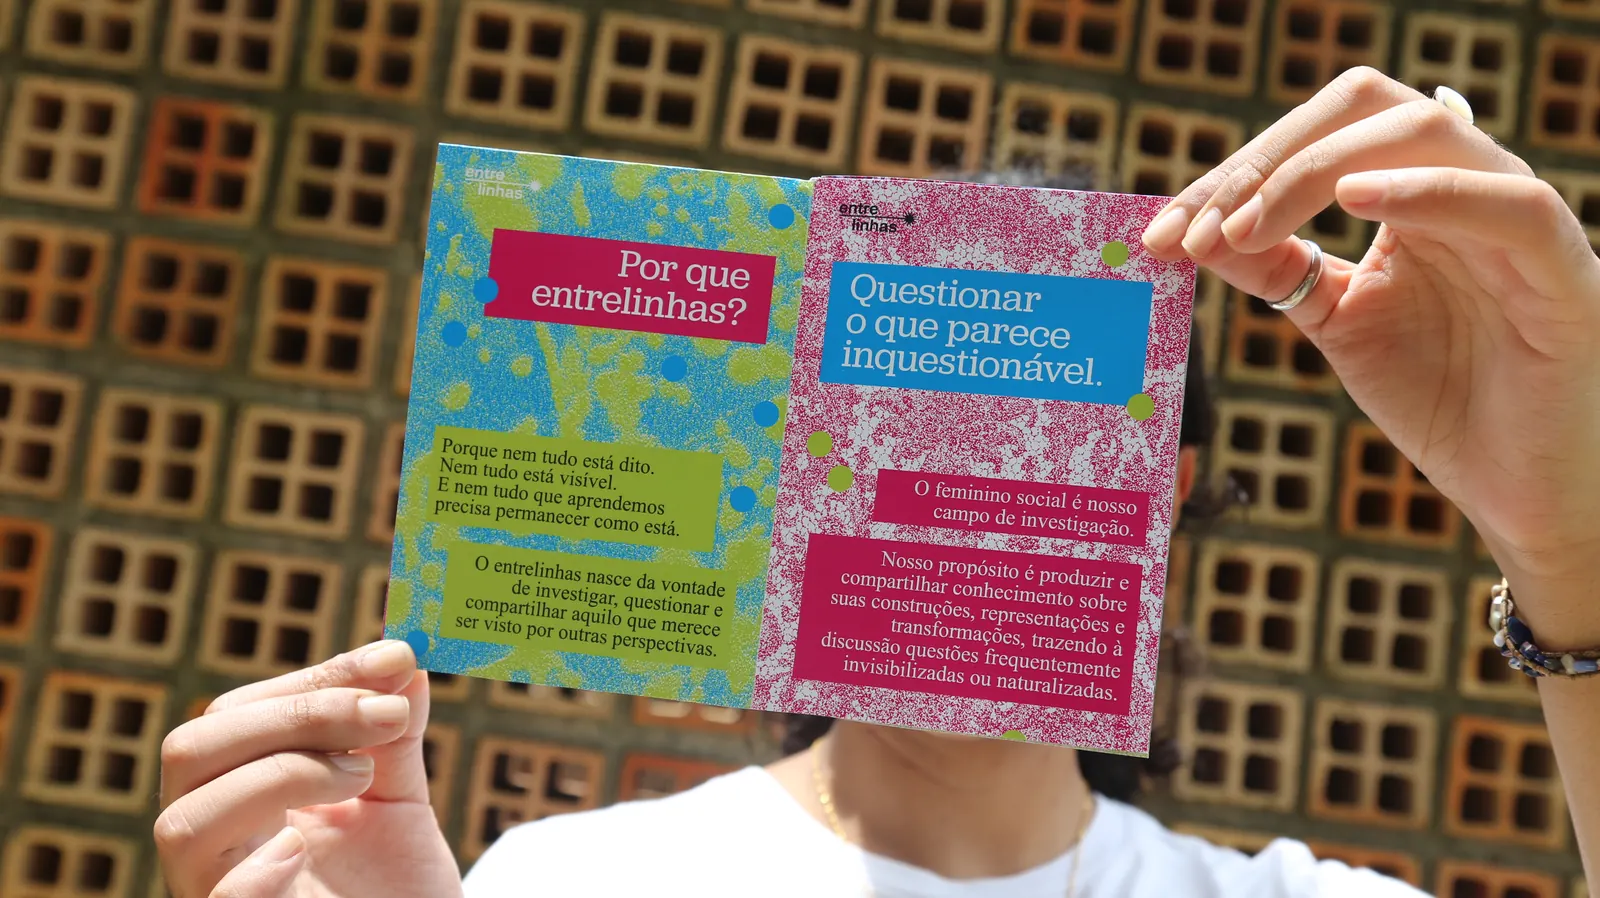 entre
linhas
Por que
entrelinhas?
Porque nem tudo está dito.
Nem tudo está visível.
E nem tudo que aprendemos
precisa permanecer como está.
O entrelinhas nasce da vontade
de investigar, questionar e
compartilhar aquilo que merece
ser visto por outras perspectivas.
entre
linhas
Questionar
o que parece
inquestionável.
O feminino social é nosso
campo de investigação.
Nosso propósito é produzir e
compartilhar conhecimento sobre
suas construções, representações e
transformações, trazendo à
discussão questões frequentemente
invisibilizadas ou naturalizadas.